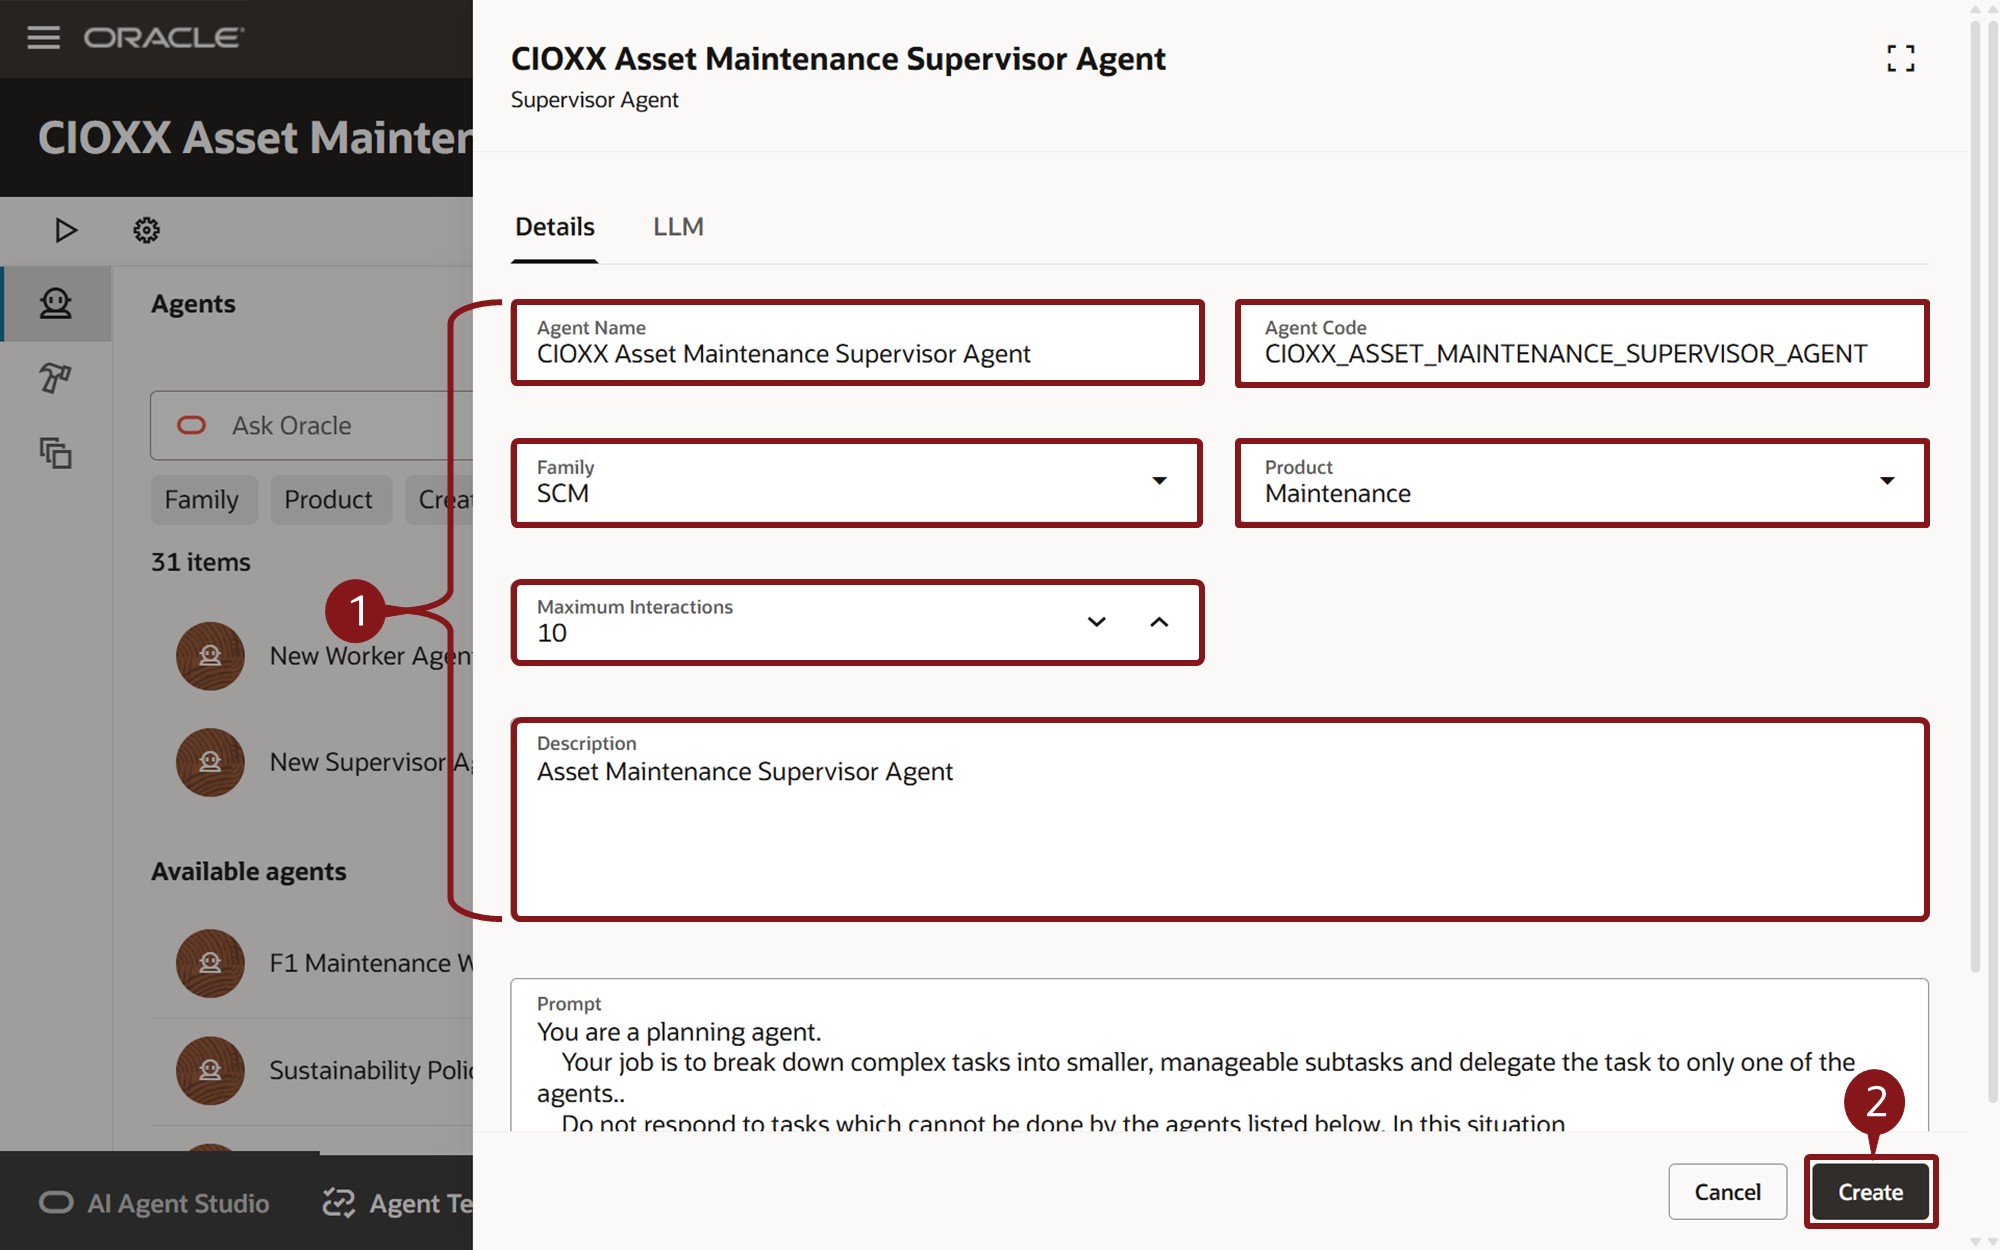 ORACLE
CIOXX Asset Mainten
Agents
Ask Oracle
Family
Product
Creat
31 items
New Worker Agent
New Supervisor Ag
Available agents
F1 Maintenance W
Sustainability Polic
AI Agent Studio
Agent Te
CIOXX Asset Maintenance Supervisor Agent
Supervisor Agent
Details
LLM
Agent Name
CIOXX Asset Maintenance Supervisor Agent
Agent Code
CIOXX_ASSET_MAINTENANCE_SUPERVISOR_AGENT
Family
SCM
Product
Maintenance
1
Maximum Interactions
10
Description
Asset Maintenance Supervisor Agent
Prompt
You are a planning agent.
Your job is to break down complex tasks into smaller, manageable subtasks and delegate the task to only one of the
agents..
Do not respond to tasks which cannot be done by the agents listed below. In this situation
2
Cancel
Create